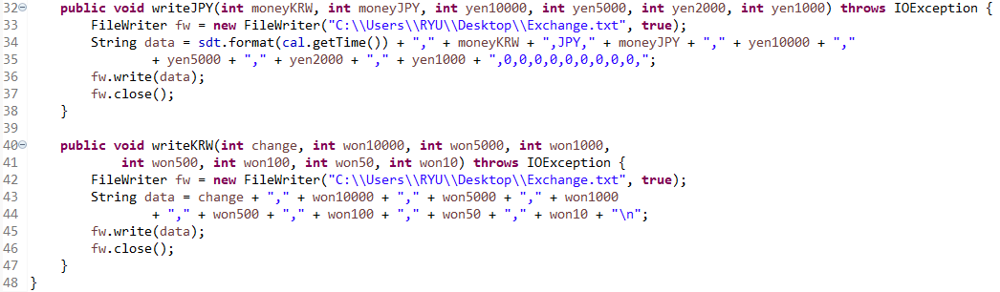 32 public void writeJPY(int moneyKRW, int moneyJPY, int yen10000, int yen5000, int yen2000, int yen1000) throws IOException {
33 FileWriter fw = new FileWriter("C:\\Users\\RYU\\Desktop\\Exchange.txt", true);
34 String data = sdt.format(cal.getTime()) + "," + moneyKRW + ",JPY," + moneyJPY + "," + yen10000 + ","
35 + yen5000 + "," + yen2000 + "," + yen1000 + ",0,0,0,0,0,0,0,0,0,";
36 fw.write(data);
37 fw.close();
38 }
39
40 public void writeKRW(int change, int won10000, int won5000, int won1000,
41 int won500, int won100, int won50, int won10) throws IOException {
42 FileWriter fw = new FileWriter("C:\\Users\\RYU\\Desktop\\Exchange.txt", true);
43 String data = change + "," + won10000 + "," + won5000 + "," + won1000
44 + "," + won500 + "," + won100 + "," + won50 + "," + won10 + "\n";
45 fw.write(data);
46 fw.close();
47 }
48 }